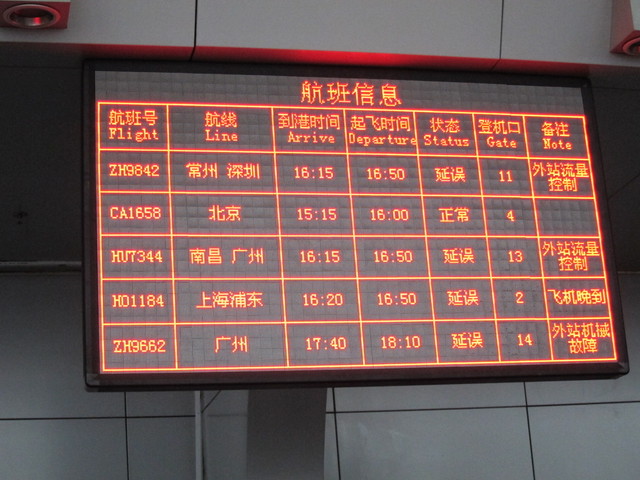 航班信息
航班号 航线 到港时间 起飞时间 状态 登机口 备注
Flight Line Arrive Departure Status Gate Note
ZH9842 常州 深圳 16:15 16:50 延误 11 外站流量
控制
CA1658 北京 15:15 16:00 正常 4
HU7344 南昌 广州 16:15 16:50 延误 13 外站流量
控制
HO1184 上海浦东 16:20 16:50 延误 2 飞机晚到
ZH9662 广州 17:40 18:10 延误 14 外站机械
故障